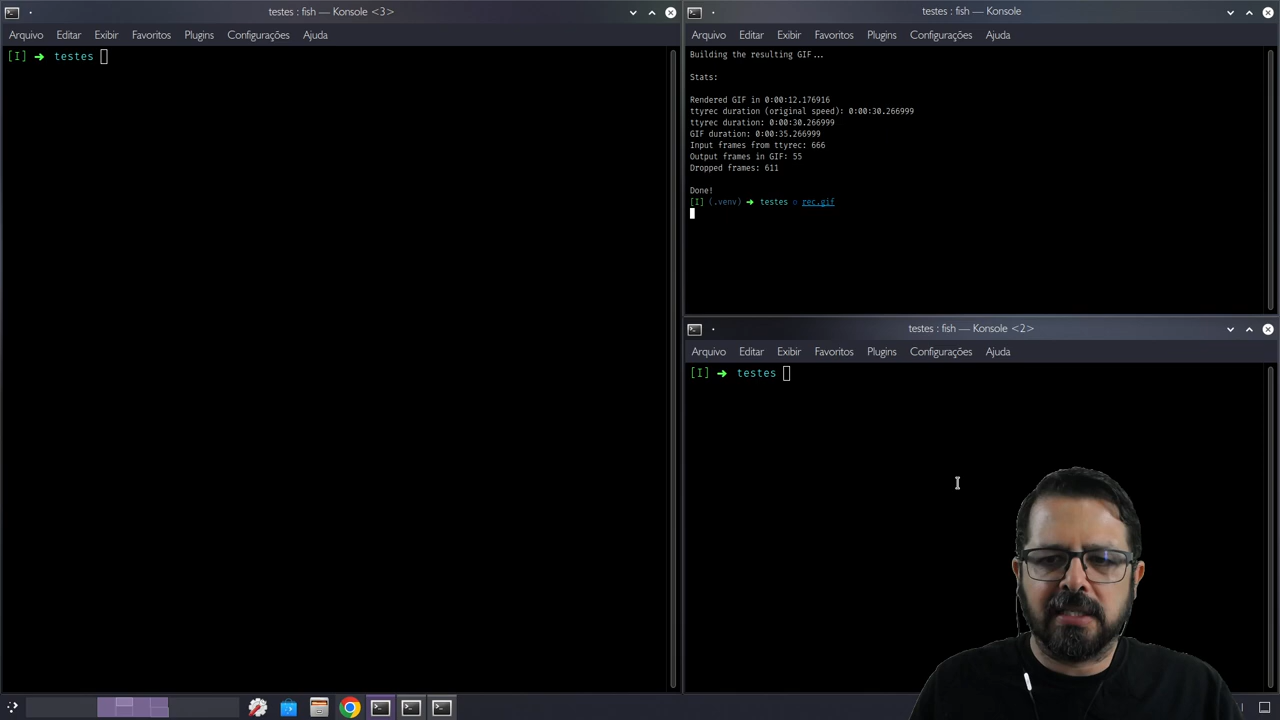 testes : fish — Konsole <3>
Arquivo Editar Exibir Favoritos Plugins Configurações Ajuda
[I] ➜ testes
testes : fish — Konsole
Arquivo Editar Exibir Favoritos Plugins Configurações Ajuda
Building the resulting GIF...
Stats:
Rendered GIF in 0:00:12.176916
ttyrec duration (original speed): 0:00:30.266999
ttyrec duration: 0:00:30.266999
GIF duration: 0:00:35.266999
Input frames from ttyrec: 666
Output frames in GIF: 55
Dropped frames: 611
Done!
[I] (.venv) ➜ testes o rec.gif
testes : fish — Konsole <2>
Arquivo Editar Exibir Favoritos Plugins Configurações Ajuda
[I] ➜ testes